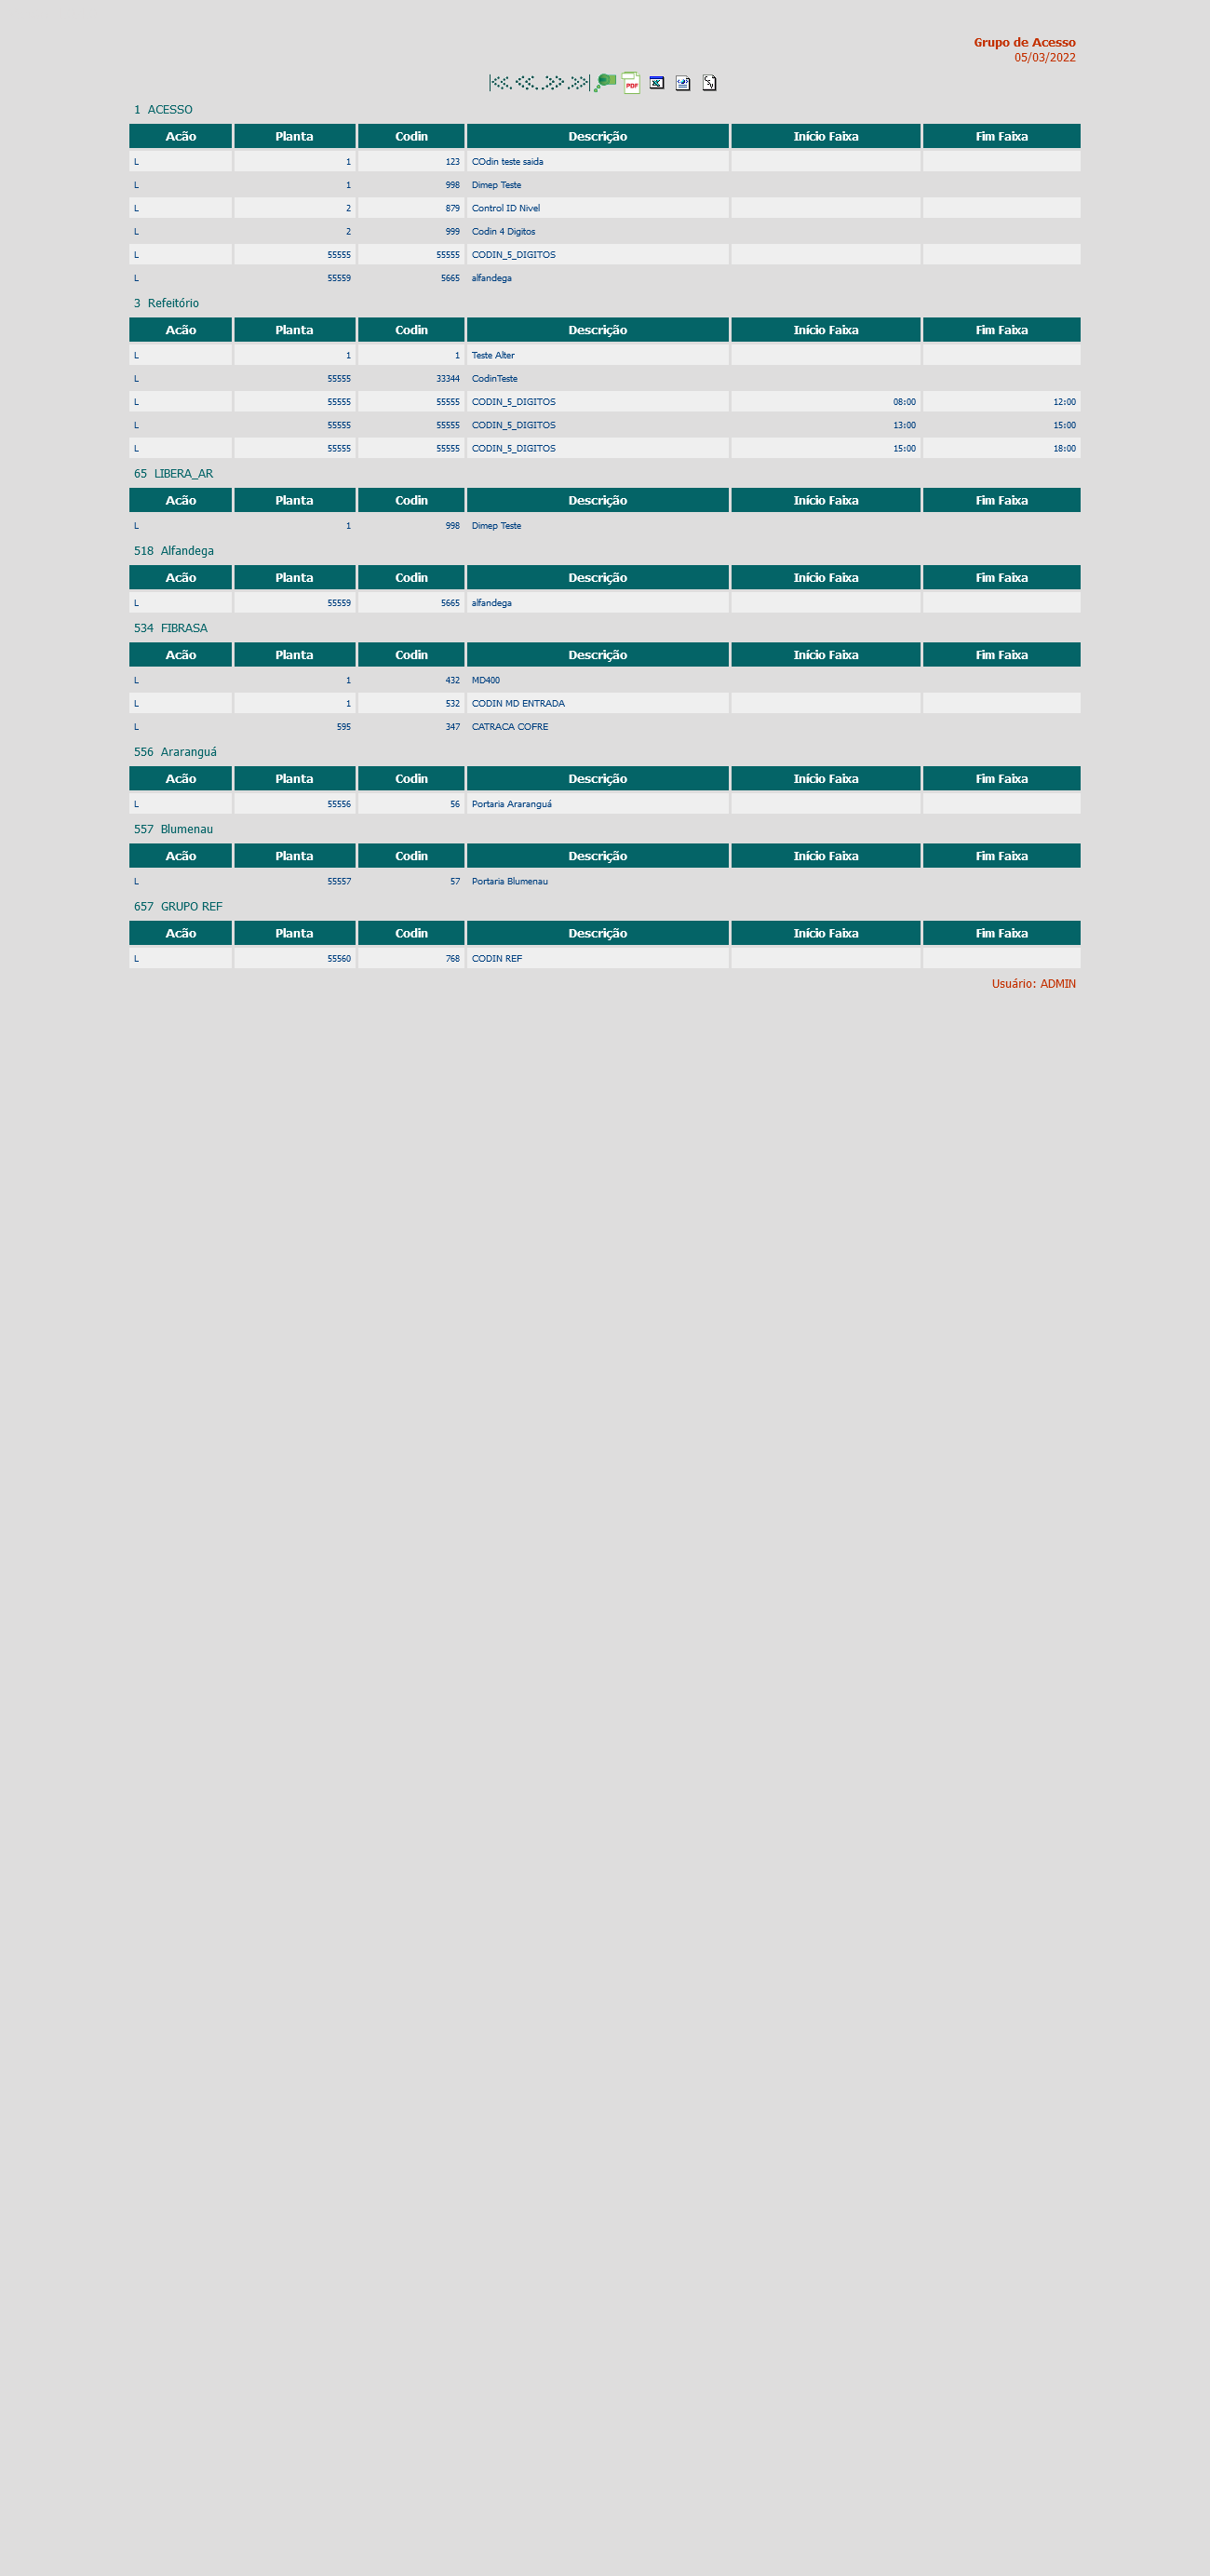 Grupo de Acesso
05/03/2022
PDF
1 ACESSO
Acão Planta Codin Descrição Início Faixa Fim Faixa
L 1 123 COdin teste saida
L 1 998 Dimep Teste
L 2 879 Control ID Nivel
L 2 999 Codin 4 Digitos
L 55555 55555 CODIN_5_DIGITOS
L 55559 5665 alfandega
3 Refeitório
Acão Planta Codin Descrição Início Faixa Fim Faixa
L 1 1 Teste Alter
L 55555 33344 CodinTeste
L 55555 55555 CODIN_5_DIGITOS 08:00 12:00
L 55555 55555 CODIN_5_DIGITOS 13:00 15:00
L 55555 55555 CODIN_5_DIGITOS 15:00 18:00
65 LIBERA_AR
Acão Planta Codin Descrição Início Faixa Fim Faixa
L 1 998 Dimep Teste
518 Alfandega
Acão Planta Codin Descrição Início Faixa Fim Faixa
L 55559 5665 alfandega
534 FIBRASA
Acão Planta Codin Descrição Início Faixa Fim Faixa
L 1 432 MD400
L 1 532 CODIN MD ENTRADA
L 595 347 CATRACA COFRE
556 Araranguá
Acão Planta Codin Descrição Início Faixa Fim Faixa
L 55556 56 Portaria Araranguá
557 Blumenau
Acão Planta Codin Descrição Início Faixa Fim Faixa
L 55557 57 Portaria Blumenau
657 GRUPO REF
Acão Planta Codin Descrição Início Faixa Fim Faixa
L 55560 768 CODIN REF
Usuário: ADMIN